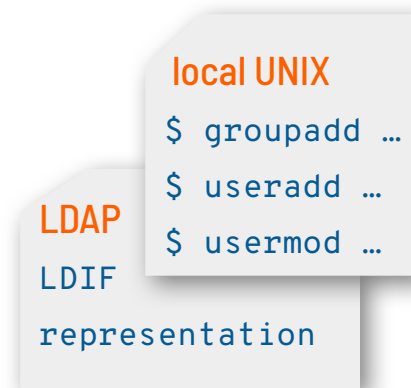 local UNIX
$ groupadd …
$ useradd …
$ usermod …
LDAP
LDIF
representation